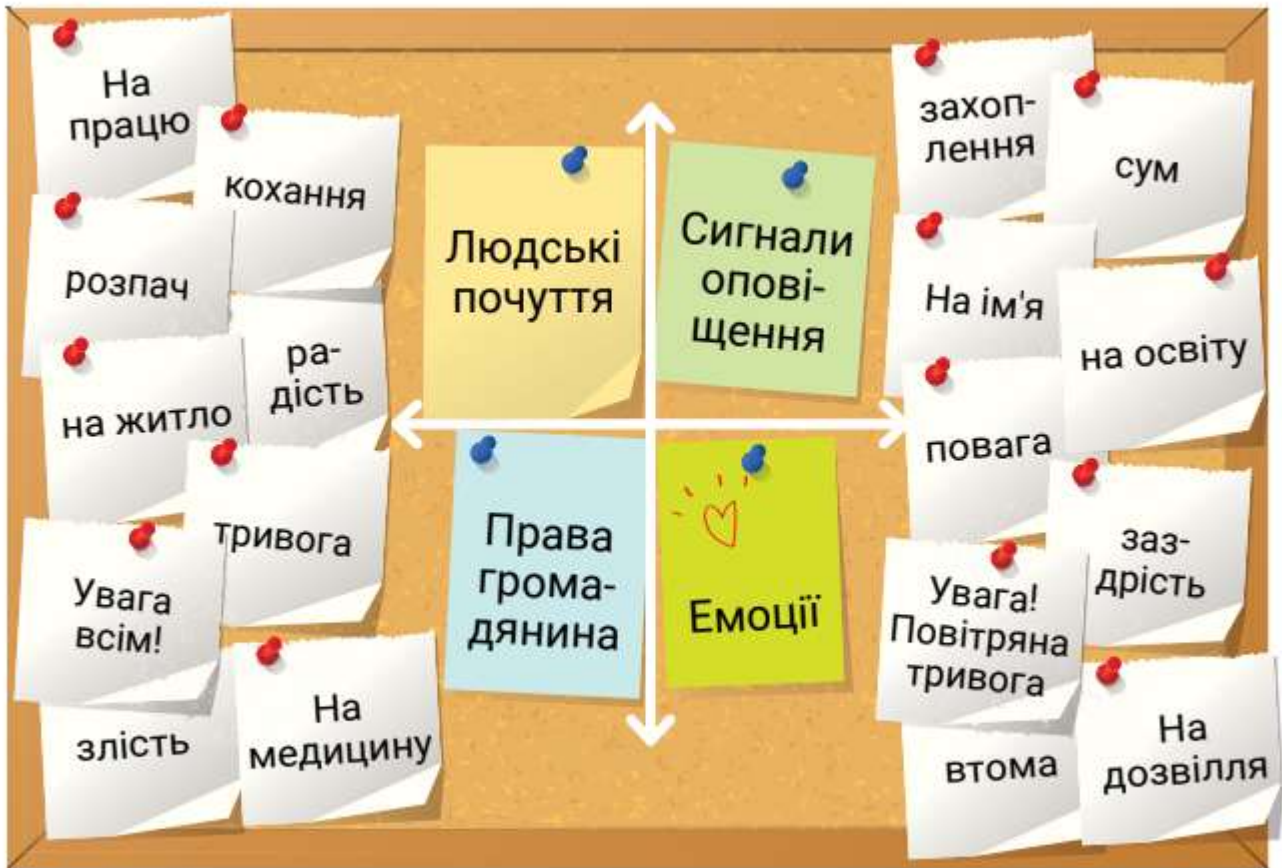 На
працю
кохання
розпач
ра-
дість
на житло
тривога
Увага
всім!
злість
На
медицину
Людські
почуття
Сигнали
опові-
щення
Права
грома-
дянина
Емоції
захоп-
лення
сум
На ім'я
на освіту
повага
заз-
дрість
Увага!
Повітряна
тривога
втома
На
дозвілля